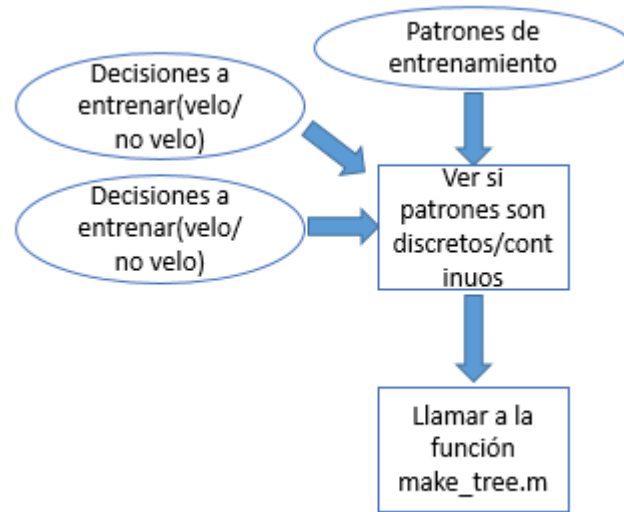 Patrones de
entrenamiento
Decisiones a
entrenar(velo/
no velo)
Decisiones a
entrenar(velo/
no velo)
Ver si
patrones son
discretos/cont
inuos
Llamar a la
función
make_tree.m